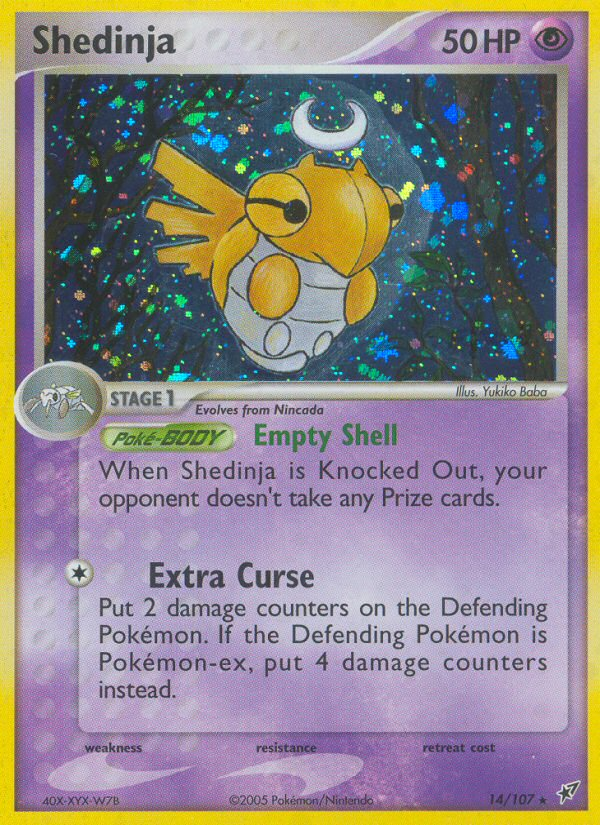 Shedinja
50 HP
Illus. Yukiko Baba
STAGE 1
Evolves from Nincada
Poké-BODY Empty Shell
When Shedinja is Knocked Out, your
opponent doesn't take any Prize cards.
Extra Curse
Put 2 damage counters on the Defending
Pokémon. If the Defending Pokémon is
Pokémon-ex, put 4 damage counters
instead.
weakness resistance retreat cost
40X-XYX-W7B ©2005 Pokémon/Nintendo 14/107 ★